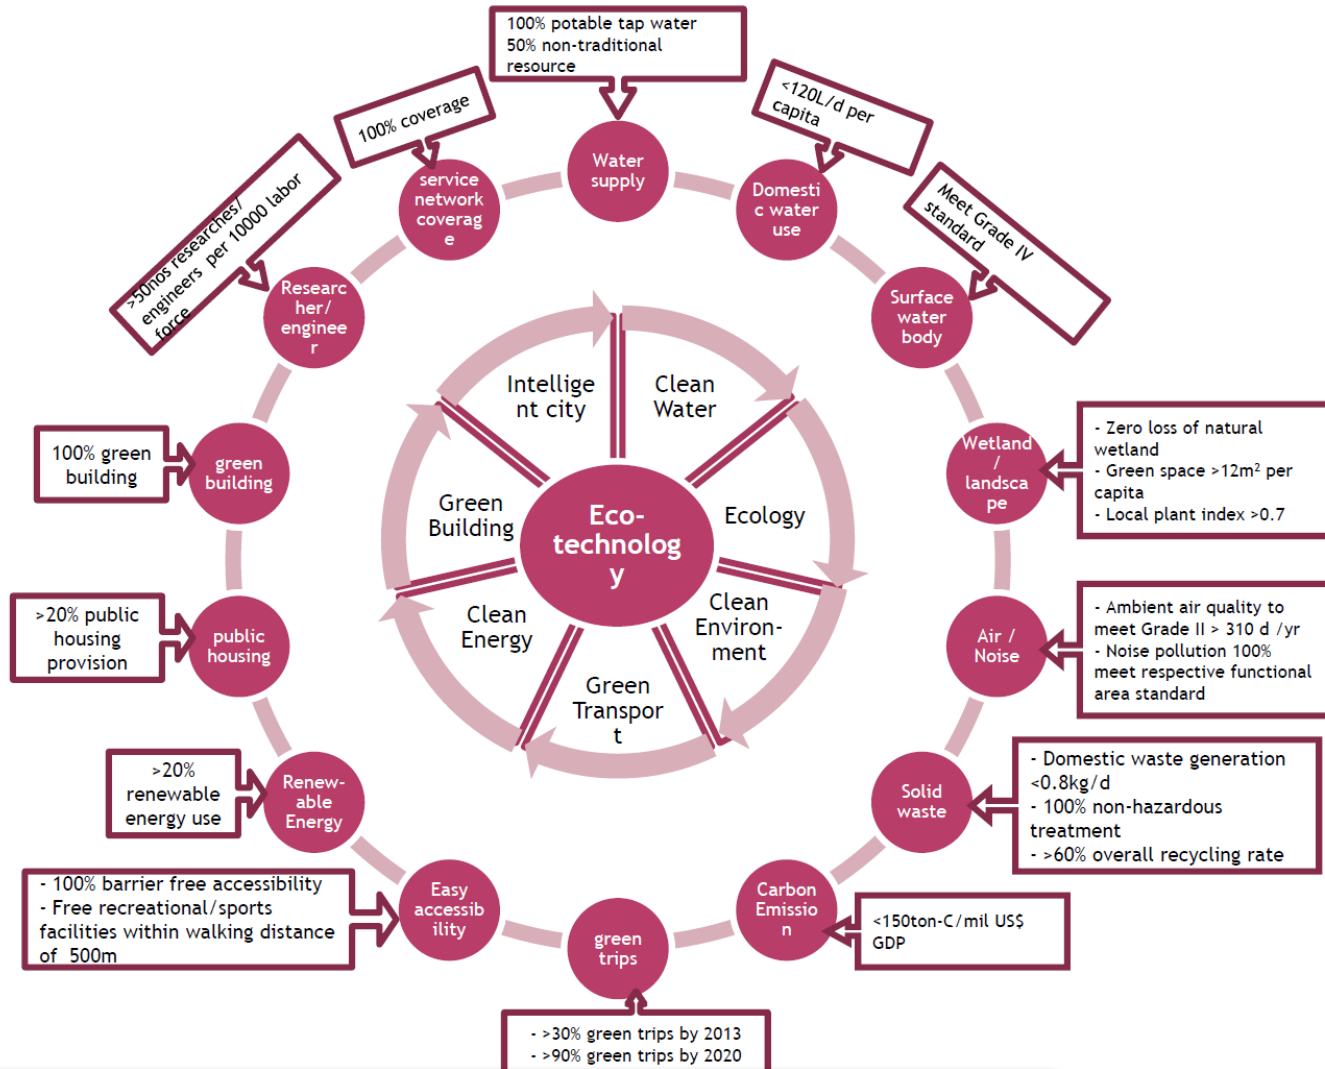 100% potable tap water
50% non-traditional
resource
<120L/d per
capita
Meet Grade IV
standard
- Zero loss of natural
wetland
- Green space >12m² per
capita
- Local plant index >0.7
- Ambient air quality to
meet Grade II > 310 d /yr
- Noise pollution 100%
meet respective functional
area standard
- Domestic waste generation
<0.8kg/d
- 100% non-hazardous
treatment
- >60% overall recycling rate
<150ton-C/mil US$
GDP
- >30% green trips by 2013
- >90% green trips by 2020
- 100% barrier free accessibility
- Free recreational/sports
facilities within walking distance
of 500m
>20%
renewable
energy use
>20% public
housing
provision
100% green
building
>50nos researches/
engineers per 10000 labor
force
100% coverage
Water
supply
Domesti
c water
use
Surface
water
body
Wetland
/
landsca
pe
Air /
Noise
Solid
waste
Carbon
Emissio
n
green
trips
Easy
accessib
ility
Renew-
able
Energy
public
housing
green
building
Researc
her/
enginee
r
service
network
coverag
e
Clean
Water
Ecology
Clean
Environ-
ment
Green
Transpor
t
Clean
Energy
Green
Building
Intellige
nt city
Eco-
technolog
y